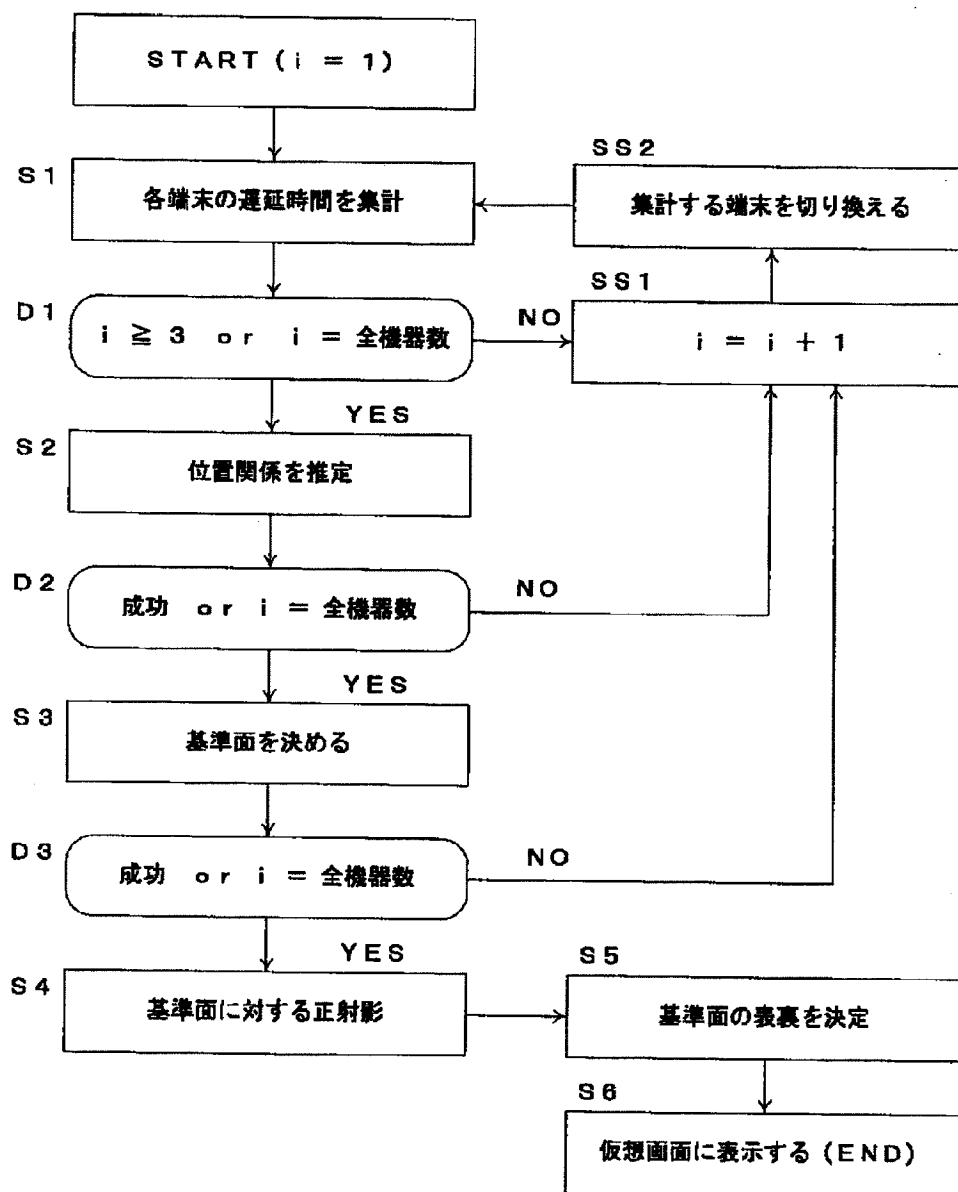 START (i = 1)
S1
各端末の遅延時間を集計
SS2
集計する端末を切り換える
D1
i ≧ 3 or i = 全機器数
NO
SS1
i = i + 1
YES
S2
位置関係を推定
D2
成功 or i = 全機器数
NO
YES
S3
基準面を決める
D3
成功 or i = 全機器数
NO
YES
S4
基準面に対する正射影
S5
基準面の表裏を決定
S6
仮想画面に表示する (END)